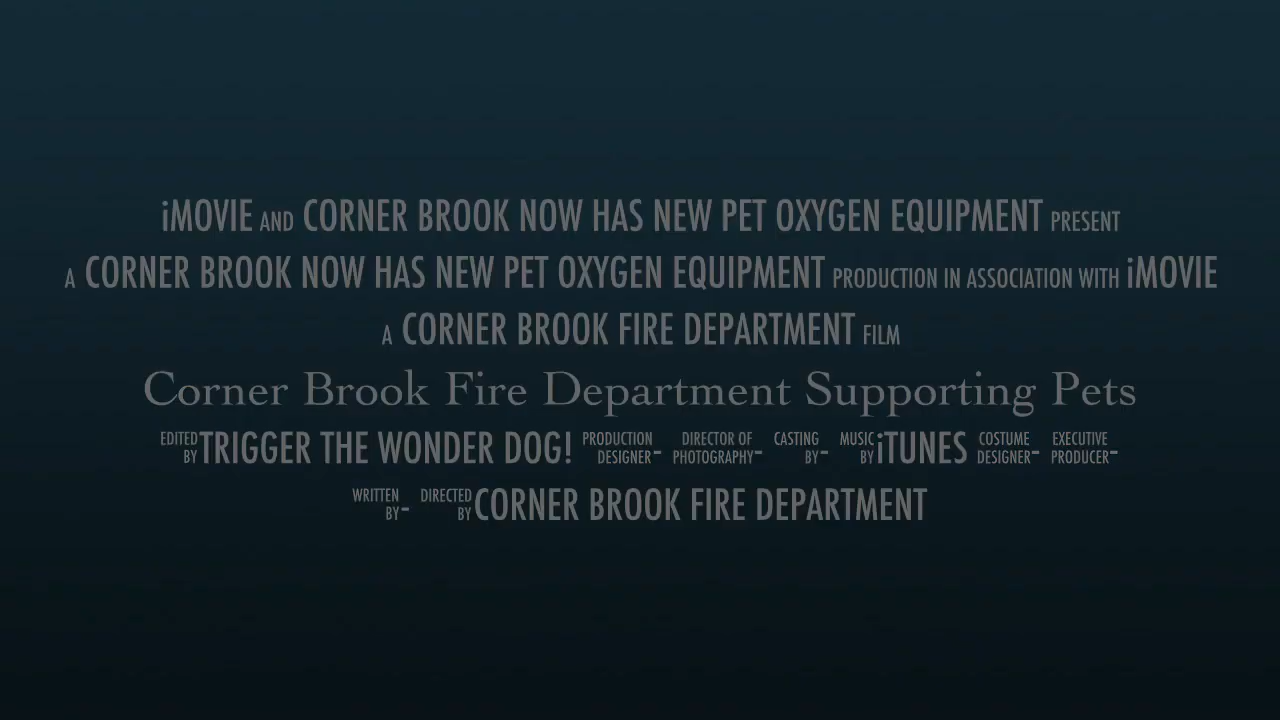 iMOVIE AND CORNER BROOK NOW HAS NEW PET OXYGEN EQUIPMENT PRESENT
A CORNER BROOK NOW HAS NEW PET OXYGEN EQUIPMENT PRODUCTION IN ASSOCIATION WITH iMOVIE
A CORNER BROOK FIRE DEPARTMENT FILM
Corner Brook Fire Department Supporting Pets
EDITED BY TRIGGER THE WONDER DOG! PRODUCTION DESIGNER - DIRECTOR OF PHOTOGRAPHY - CASTING BY - MUSIC BY iTUNES COSTUME DESIGNER - EXECUTIVE PRODUCER -
WRITTEN BY - DIRECTED BY CORNER BROOK FIRE DEPARTMENT